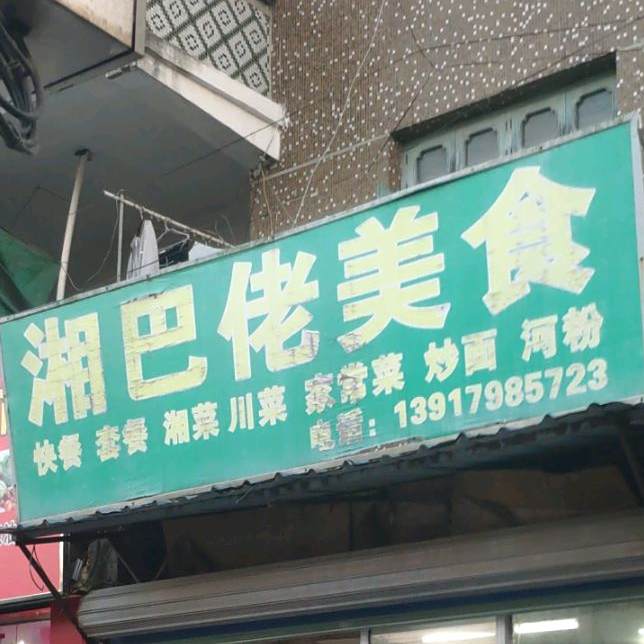 湘巴佬美食
快餐 套餐 湘菜 川菜 家常菜 炒面 河粉
电话：13917985723